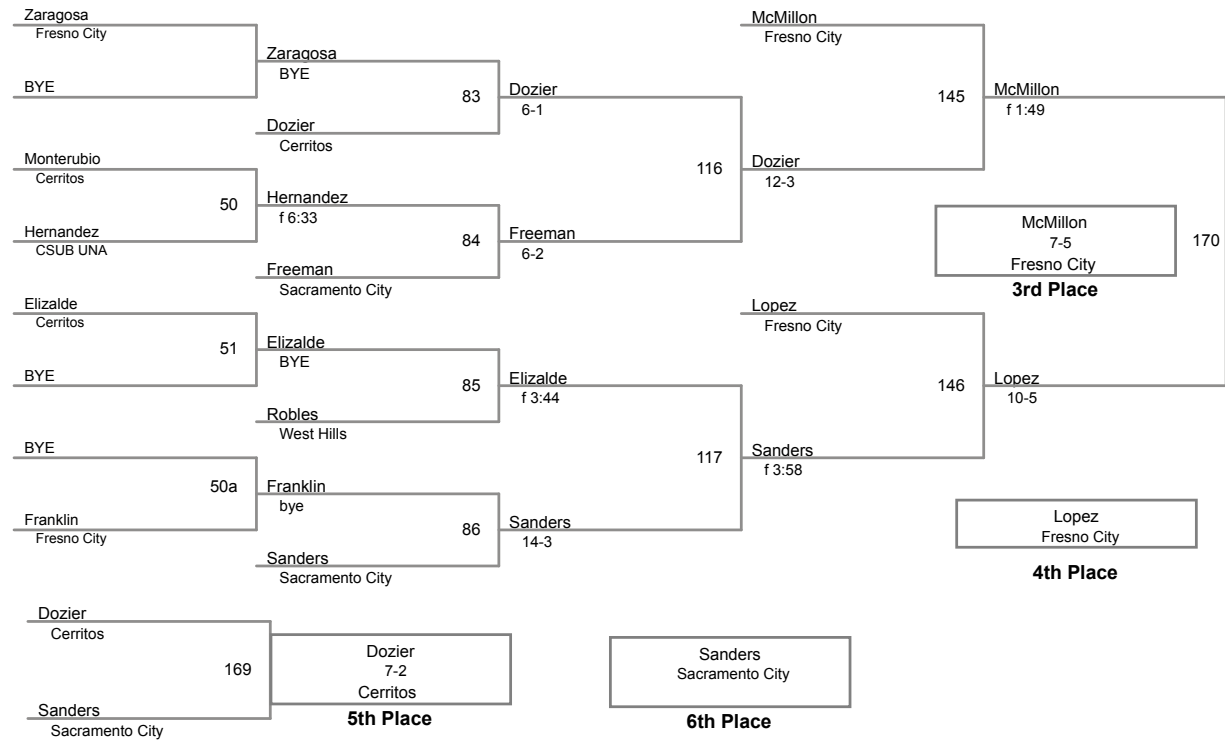 Zaragosa
Fresno City
BYE
Monterubio
Cerritos
50
Hernandez
CSUB UNA
Elizalde
Cerritos
51
BYE
BYE
50a
Franklin
Fresno City
Zaragosa
BYE
83
Dozier
Cerritos
Hernandez
f 6:33
84
Freeman
Sacramento City
Elizalde
BYE
85
Robles
West Hills
Franklin
bye
86
Sanders
Sacramento City
Dozier
6-1
116
Freeman
6-2
Elizalde
f 3:44
117
Sanders
14-3
McMillon
Fresno City
145
Dozier
12-3
Lopez
Fresno City
146
Sanders
f 3:58
McMillon
f 1:49
170
Lopez
10-5
McMillon
7-5
Fresno City
3rd Place
Lopez
Fresno City
4th Place
Dozier
Cerritos
169
Sanders
Sacramento City
Dozier
7-2
Cerritos
5th Place
Sanders
Sacramento City
6th Place